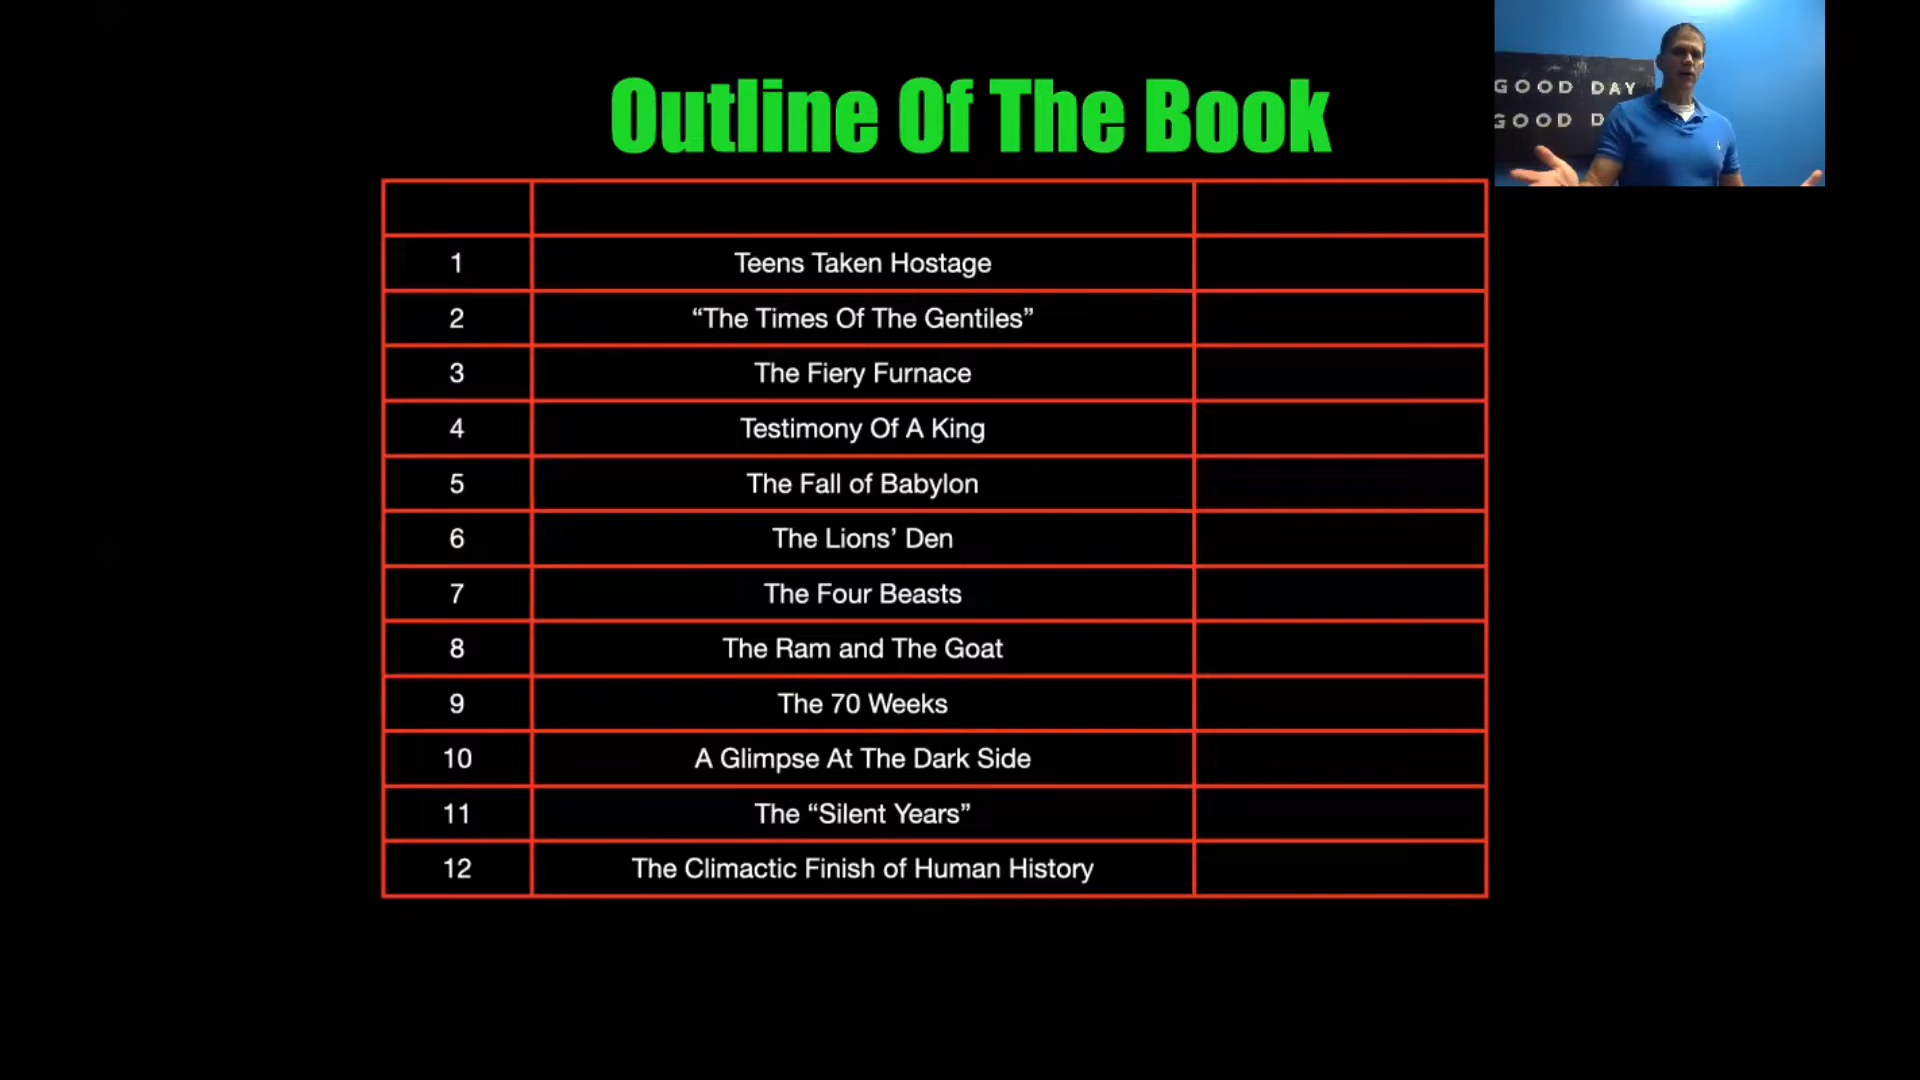 Outline Of The Book
GOOD DAY
GOOD D
1 Teens Taken Hostage
2 “The Times Of The Gentiles”
3 The Fiery Furnace
4 Testimony Of A King
5 The Fall of Babylon
6 The Lions’ Den
7 The Four Beasts
8 The Ram and The Goat
9 The 70 Weeks
10 A Glimpse At The Dark Side
11 The “Silent Years”
12 The Climactic Finish of Human History